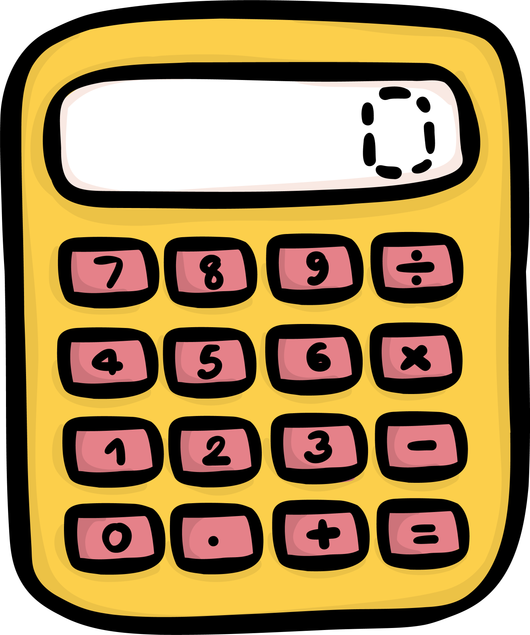 0
7 8 9 ÷
4 5 6 ×
1 2 3 -
0 . + =